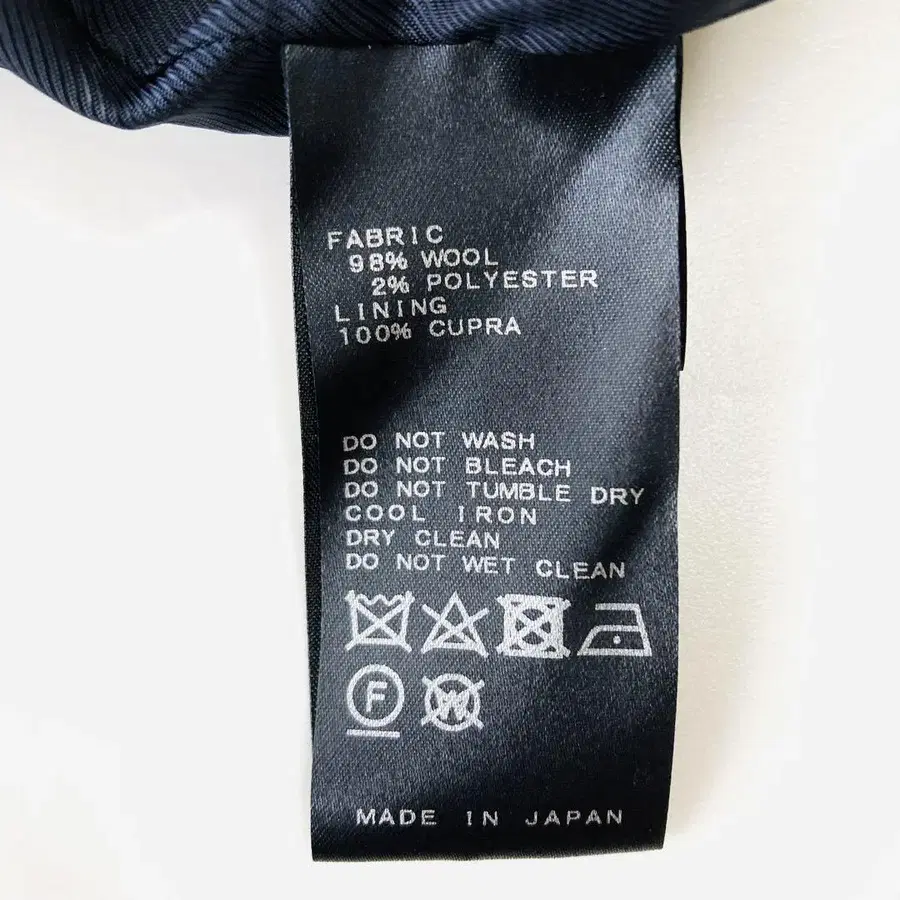 FABRIC
98% WOOL
2% POLYESTER
LINING
100% CUPRA
DO NOT WASH
DO NOT BLEACH
DO NOT TUMBLE DRY
COOL IRON
DRY CLEAN
DO NOT WET CLEAN
F W
MADE IN JAPAN